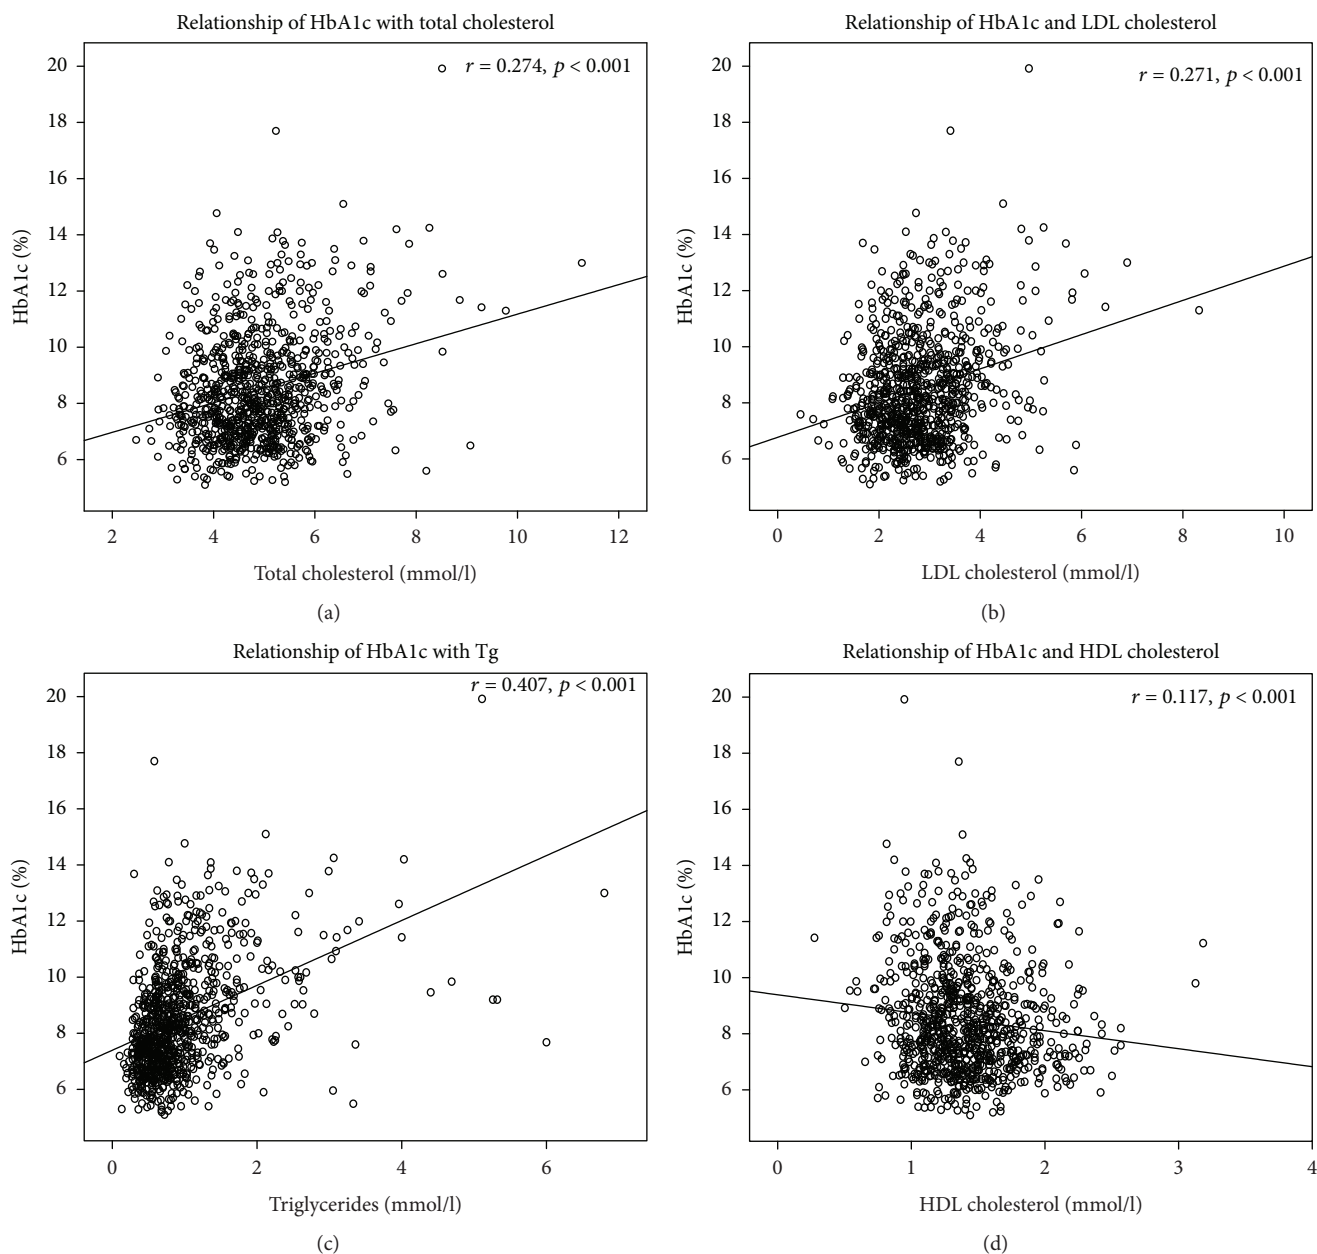 Relationship of HbA1c with total cholesterol
r = 0.274, p < 0.001
20
18
16
14
12
10
8
6
HbA1c (%)
2 4 6 8 10 12
Total cholesterol (mmol/l)
(a)
Relationship of HbA1c and LDL cholesterol
r = 0.271, p < 0.001
20
18
16
14
12
10
8
6
HbA1c (%)
0 2 4 6 8 10
LDL cholesterol (mmol/l)
(b)
Relationship of HbA1c with Tg
r = 0.407, p < 0.001
20
18
16
14
12
10
8
6
HbA1c (%)
0 2 4 6
Triglycerides (mmol/l)
(c)
Relationship of HbA1c and HDL cholesterol
r = 0.117, p < 0.001
20
18
16
14
12
10
8
6
HbA1c (%)
0 1 2 3 4
HDL cholesterol (mmol/l)
(d)